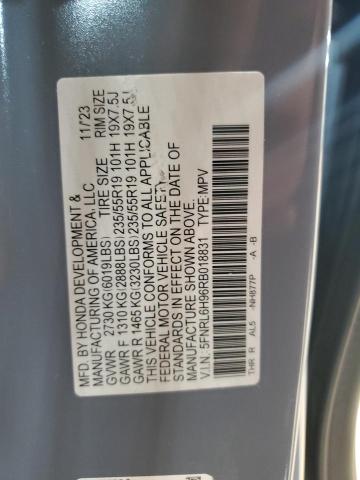 MFD. BY HONDA DEVELOPMENT & 11/23
MANUFACTURING OF AMERICA, LLC
TIRE SIZE RIM SIZE
GVWR 2730 KG(6019LBS)
GAWR F 1310 KG(2888LBS)235/55R19 101H 19X7.5J
GAWR R 1465 KG(3230LBS)235/55R19 101H 19X7.5J
THIS VEHICLE CONFORMS TO ALL APPLICABLE
FEDERAL MOTOR VEHICLE SAFETY
STANDARDS IN EFFECT ON THE DATE OF
MANUFACTURE SHOWN ABOVE.
V.I.N.: 5FNRL6H96RB018831 TYPE:MPV
THR R AL5 -NH877P -A -B